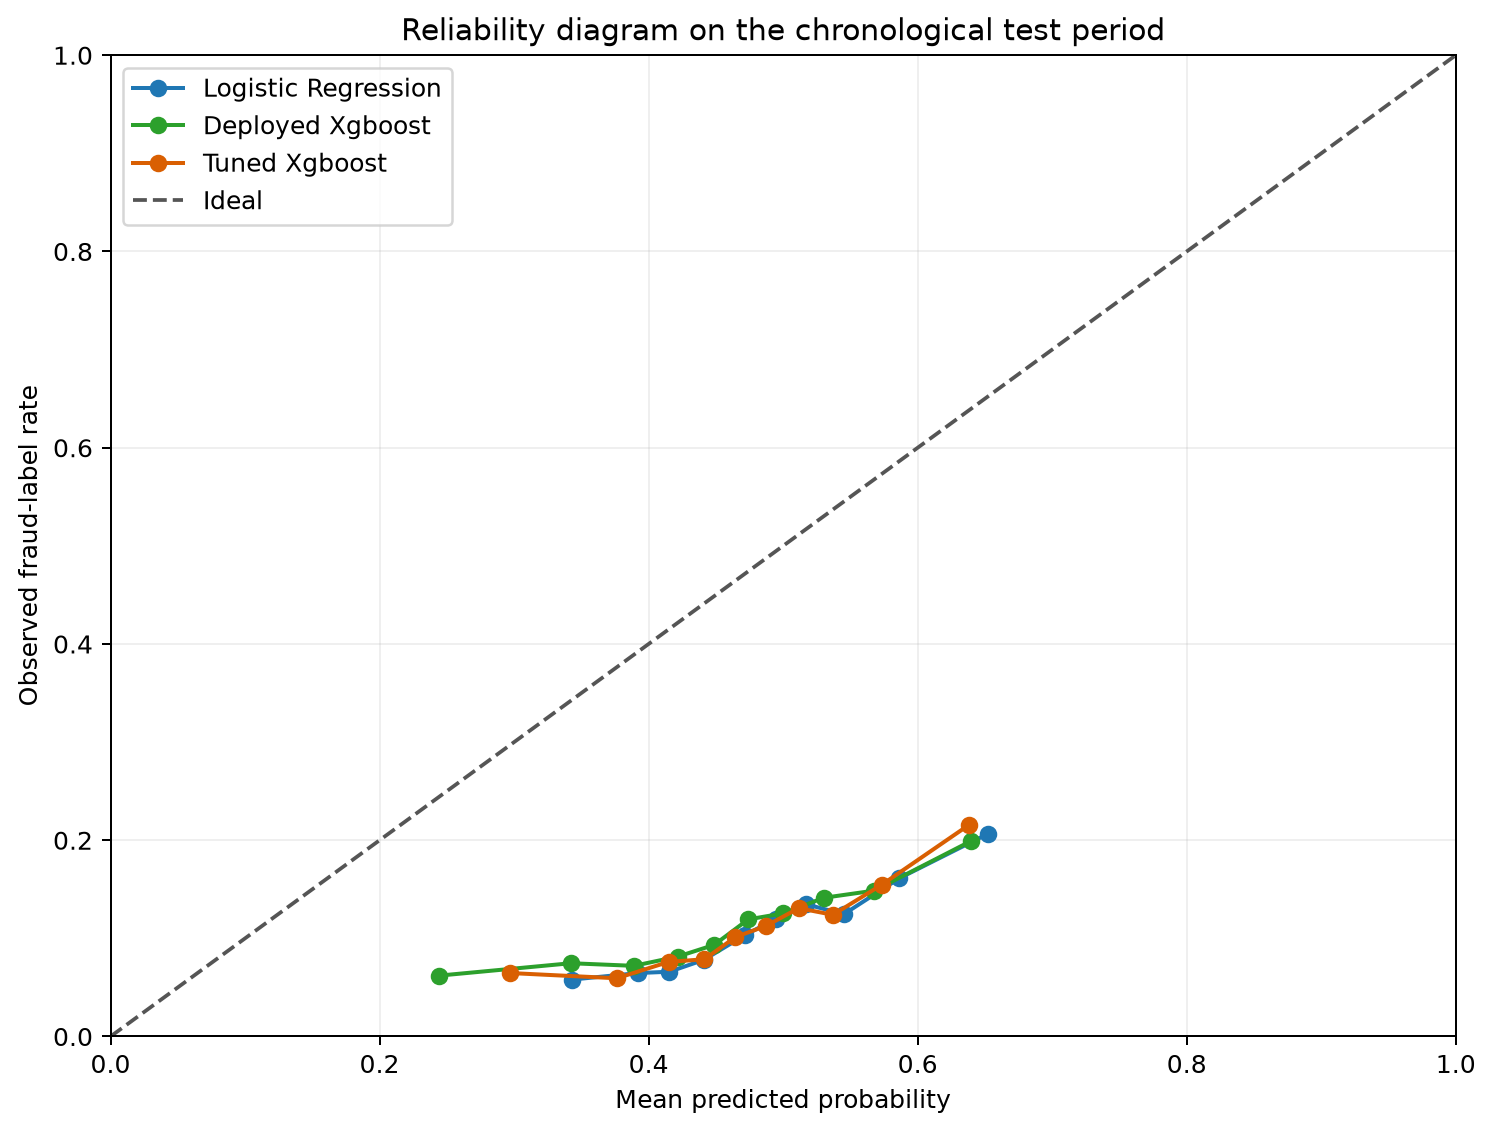 Reliability diagram on the chronological test period
Logistic Regression
Deployed Xgboost
Tuned Xgboost
Ideal
Observed fraud-label rate
1.0
0.8
0.6
0.4
0.2
0.0
0.0 0.2 0.4 0.6 0.8 1.0
Mean predicted probability